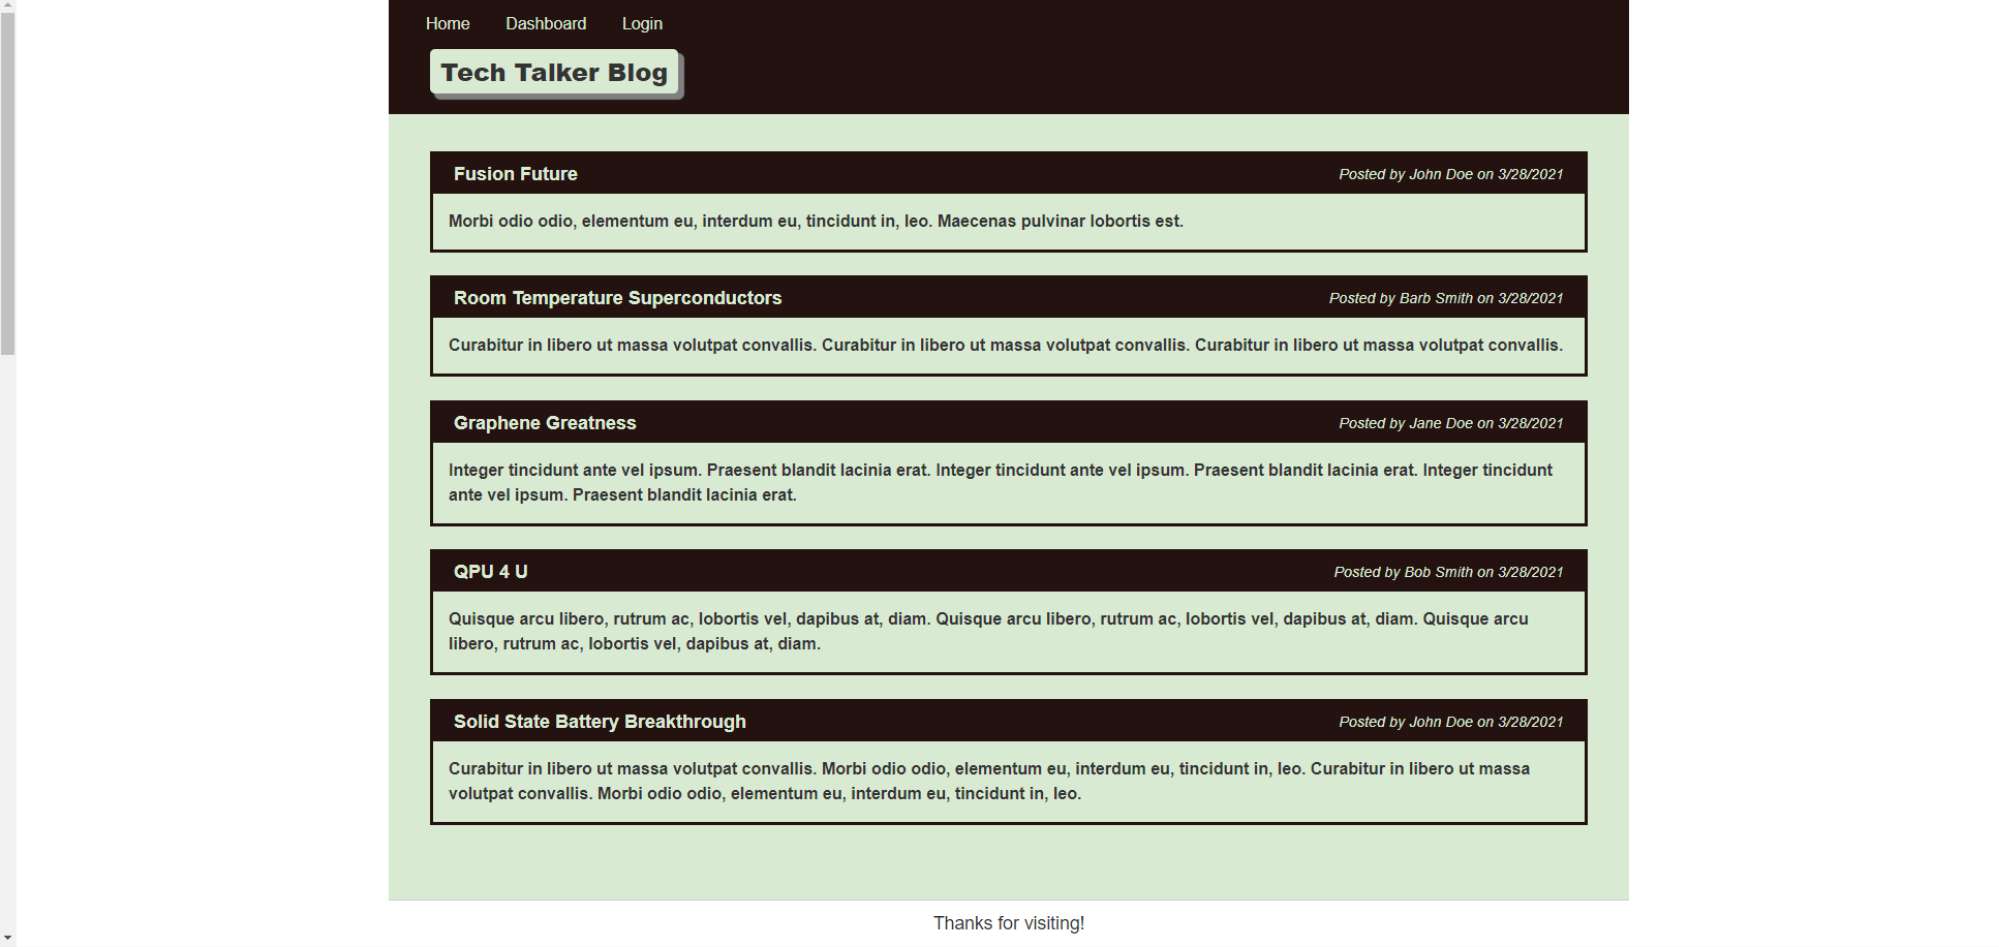 Home Dashboard Login
Tech Talker Blog
Fusion Future Posted by John Doe on 3/28/2021
Morbi odio odio, elementum eu, interdum eu, tincidunt in, leo. Maecenas pulvinar lobortis est.
Room Temperature Superconductors Posted by Barb Smith on 3/28/2021
Curabitur in libero ut massa volutpat convallis. Curabitur in libero ut massa volutpat convallis. Curabitur in libero ut massa volutpat convallis.
Graphene Greatness Posted by Jane Doe on 3/28/2021
Integer tincidunt ante vel ipsum. Praesent blandit lacinia erat. Integer tincidunt ante vel ipsum. Praesent blandit lacinia erat. Integer tincidunt
ante vel ipsum. Praesent blandit lacinia erat.
QPU 4 U Posted by Bob Smith on 3/28/2021
Quisque arcu libero, rutrum ac, lobortis vel, dapibus at, diam. Quisque arcu libero, rutrum ac, lobortis vel, dapibus at, diam. Quisque arcu
libero, rutrum ac, lobortis vel, dapibus at, diam.
Solid State Battery Breakthrough Posted by John Doe on 3/28/2021
Curabitur in libero ut massa volutpat convallis. Morbi odio odio, elementum eu, interdum eu, tincidunt in, leo. Curabitur in libero ut massa
volutpat convallis. Morbi odio odio, elementum eu, interdum eu, tincidunt in, leo.
Thanks for visiting!